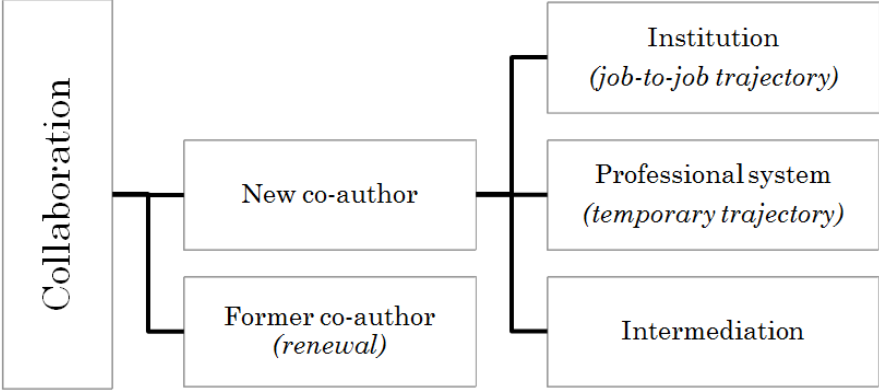 Collaboration
New co-author
Former co-author
(renewal)
Institution
(job-to-job trajectory)
Professional system
(temporary trajectory)
Intermediation